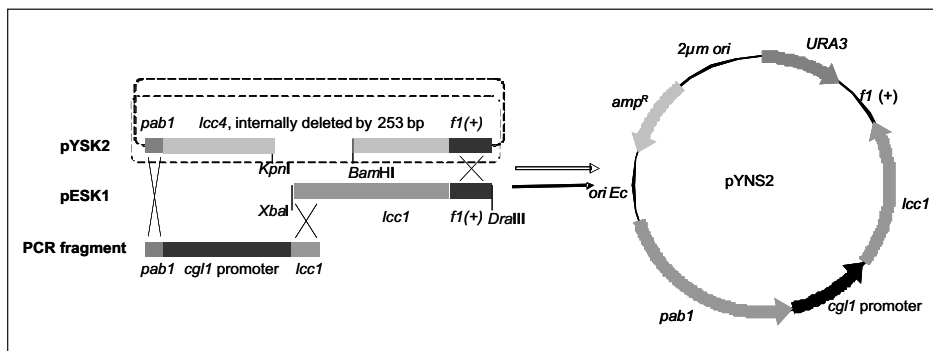 pab1 lcc4, internally deleted by 253 bp f1(+)
pYSK2
KpnI BamHI
pESK1
XbaI lcc1 f1(+) DraIII
PCR fragment
pab1 cgl1 promoter lcc1
2µm ori
URA3
ampR
f1 (+)
ori Ec
pYNS2
lcc1
pab1
cgl1 promoter